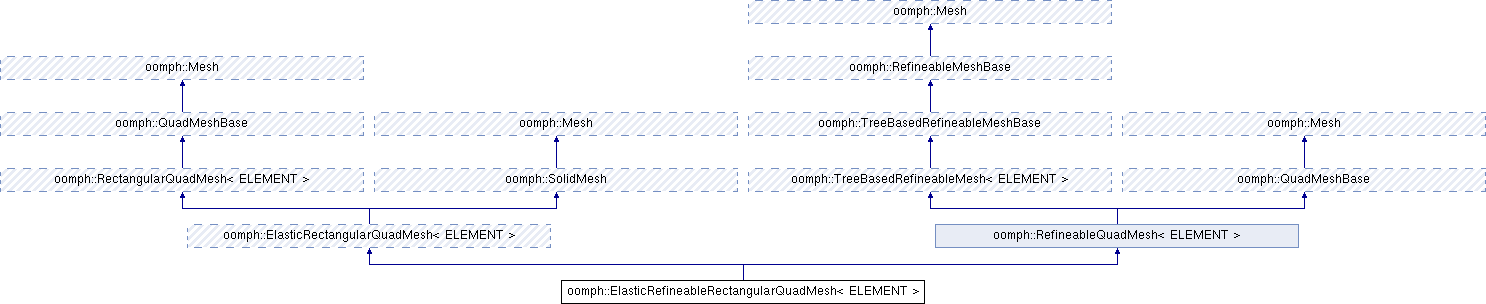 oomph::Mesh
oomph::Mesh
oomph::RefineableMeshBase
oomph::QuadMeshBase
oomph::Mesh
oomph::TreeBasedRefineableMeshBase
oomph::Mesh
oomph::RectangularQuadMesh< ELEMENT >
oomph::SolidMesh
oomph::TreeBasedRefineableMesh< ELEMENT >
oomph::QuadMeshBase
oomph::ElasticRectangularQuadMesh< ELEMENT >
oomph::RefineableQuadMesh< ELEMENT >
oomph::ElasticRefineableRectangularQuadMesh< ELEMENT >